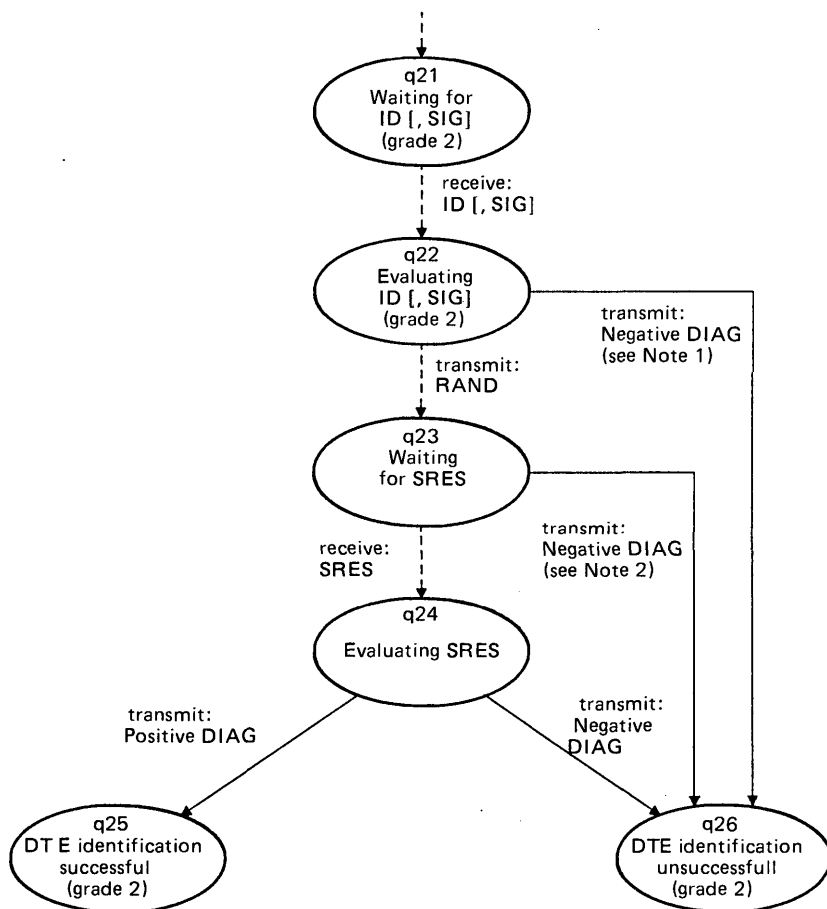 q21
Waiting for
ID [, SIG]
(grade 2)
receive:
ID [, SIG]
q22
Evaluating
ID [, SIG]
(grade 2)
transmit:
Negative DIAG
(see Note 1)
transmit:
RAND
q23
Waiting
for SRES
transmit:
Negative DIAG
(see Note 2)
receive:
SRES
q24
Evaluating SRES
transmit:
Positive DIAG
transmit:
Negative
DIAG
q25
DT E identification
successful
(grade 2)
q26
DTE identification
unsuccessfull
(grade 2)